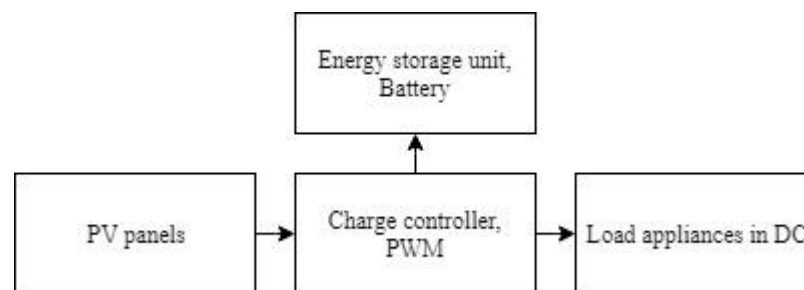 Energy storage unit,
Battery
PV panels
Charge controller,
PWM
Load appliances in DC